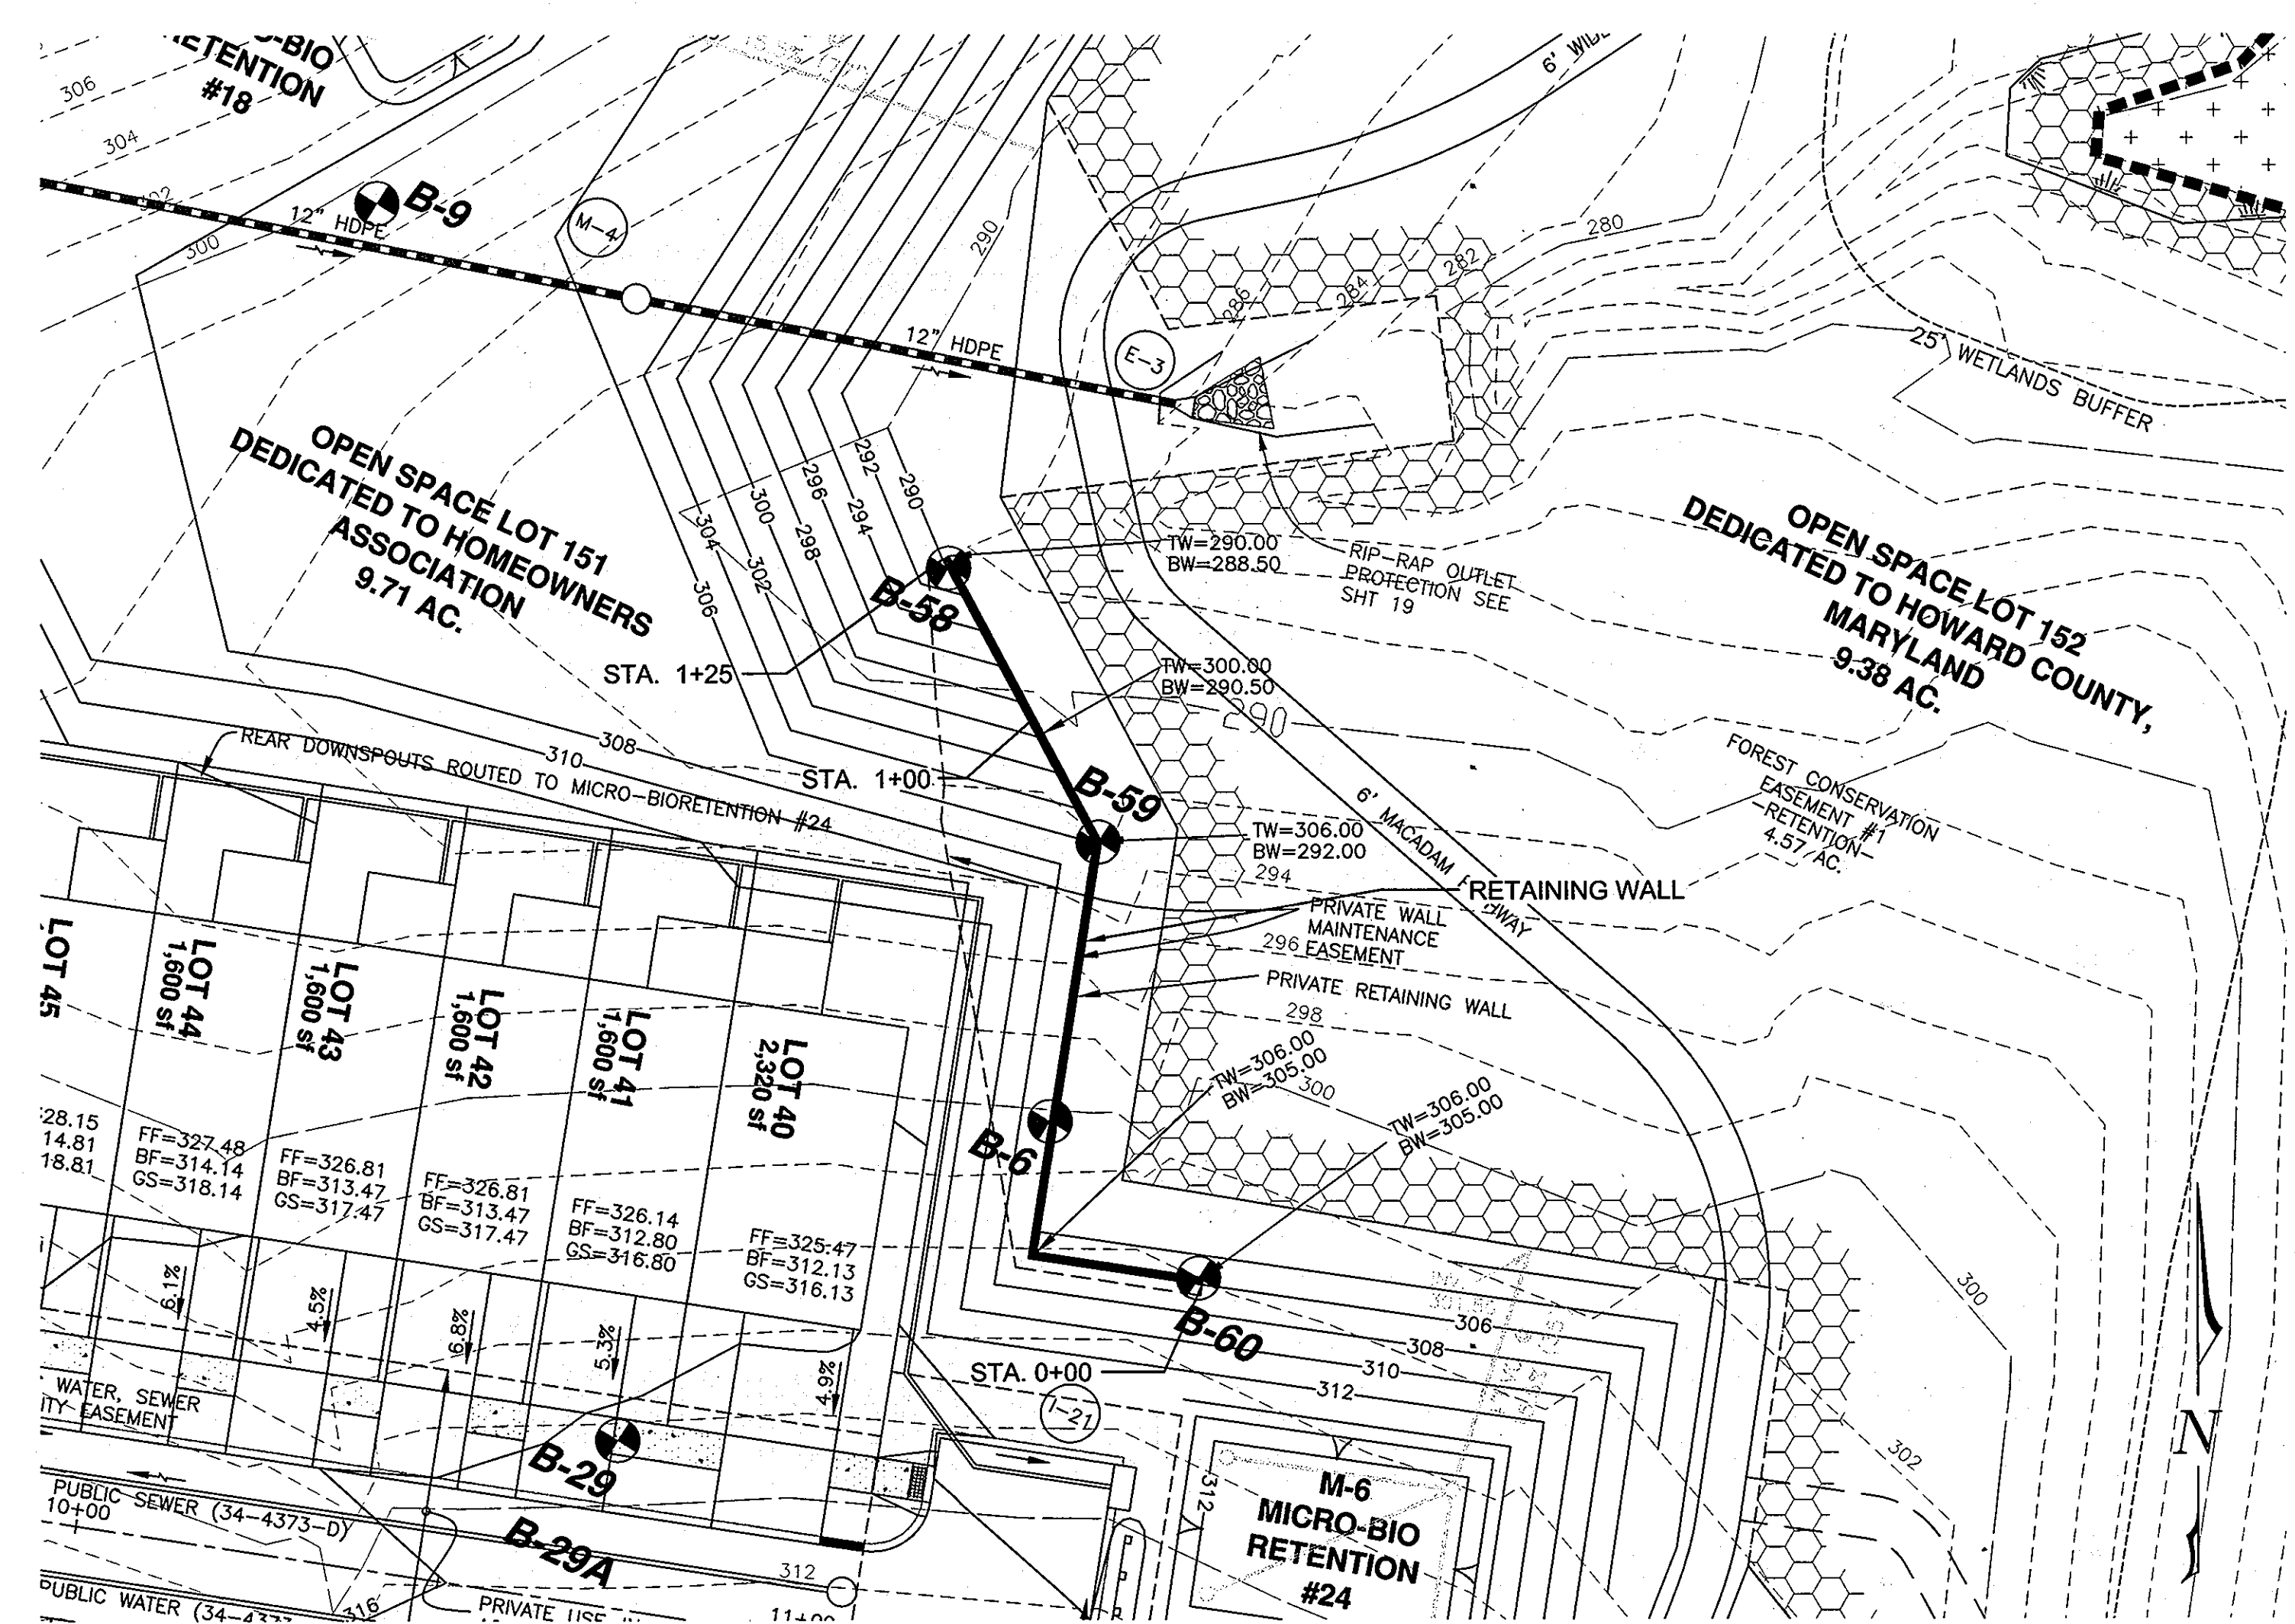 RETENTION
#18
306
304
302
300
12" HDPE
B-9
M-4
290
12" HDPE
E-3
6' WIDE
286
284
282
280
25' WETLANDS BUFFER
OPEN SPACE LOT 151
DEDICATED TO HOMEOWNERS
ASSOCIATION
9.71 AC.
292
290
296
294
300
298
304
302
306
B-58
TW=290.00
BW=288.50
STA. 1+25
RIP-RAP OUTLET
PROTECTION SEE
SHT 19
OPEN SPACE LOT 152
DEDICATED TO HOWARD COUNTY,
MARYLAND
9.38 AC.
TW=300.00
BW=290.50
290
308
310
REAR DOWNSPOUTS ROUTED TO MICRO-BIORETENTION #24
STA. 1+00
B-59
TW=306.00
BW=292.00
294
6' MACADAM
RETAINING WALL
PRIVATE WALL
MAINTENANCE
EASEMENT
296
PRIVATE RETAINING WALL
298
FOREST CONSERVATION
EASEMENT #1
-RETENTION-
4.57 AC.
LOT 45
LOT 44
1,600 sf
LOT 43
1,600 sf
LOT 42
1,600 sf
LOT 41
1,600 sf
LOT 40
2,320 sf
TW=306.00
BW=305.00
300
TW=306.00
BW=305.00
B-6
28.15
14.81
18.81
FF=327.48
BF=314.14
GS=318.14
FF=326.81
BF=313.47
GS=317.47
FF=326.81
BF=313.47
GS=317.47
FF=326.14
BF=312.80
GS=316.80
FF=325.47
BF=312.13
GS=316.13
6.1%
4.5%
6.8%
5.3%
4.9%
B-60
STA. 0+00
306
308
310
312
300
302
1-21
WATER, SEWER
ITY EASEMENT
B-29
PUBLIC SEWER (34-4373-D)
10+00
B-29A
312
312
M-6
MICRO-BIO
RETENTION
#24
N
PUBLIC WATER (34-4373
316
PRIVATE USE IN
11+00